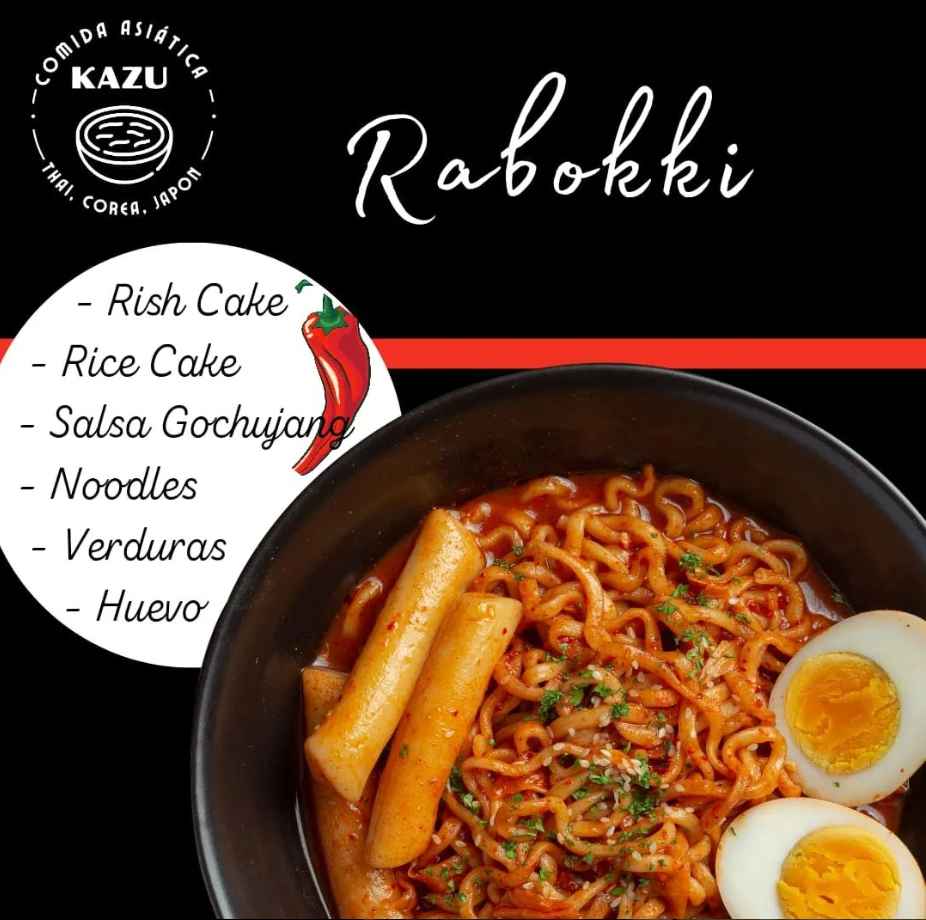 COMIDA ASIÁTICA
KAZU
THAI, COREA, JAPON
Rabokki
- Rish Cake
- Rice Cake
- Salsa Gochujang
- Noodles
- Verduras
- Huevo